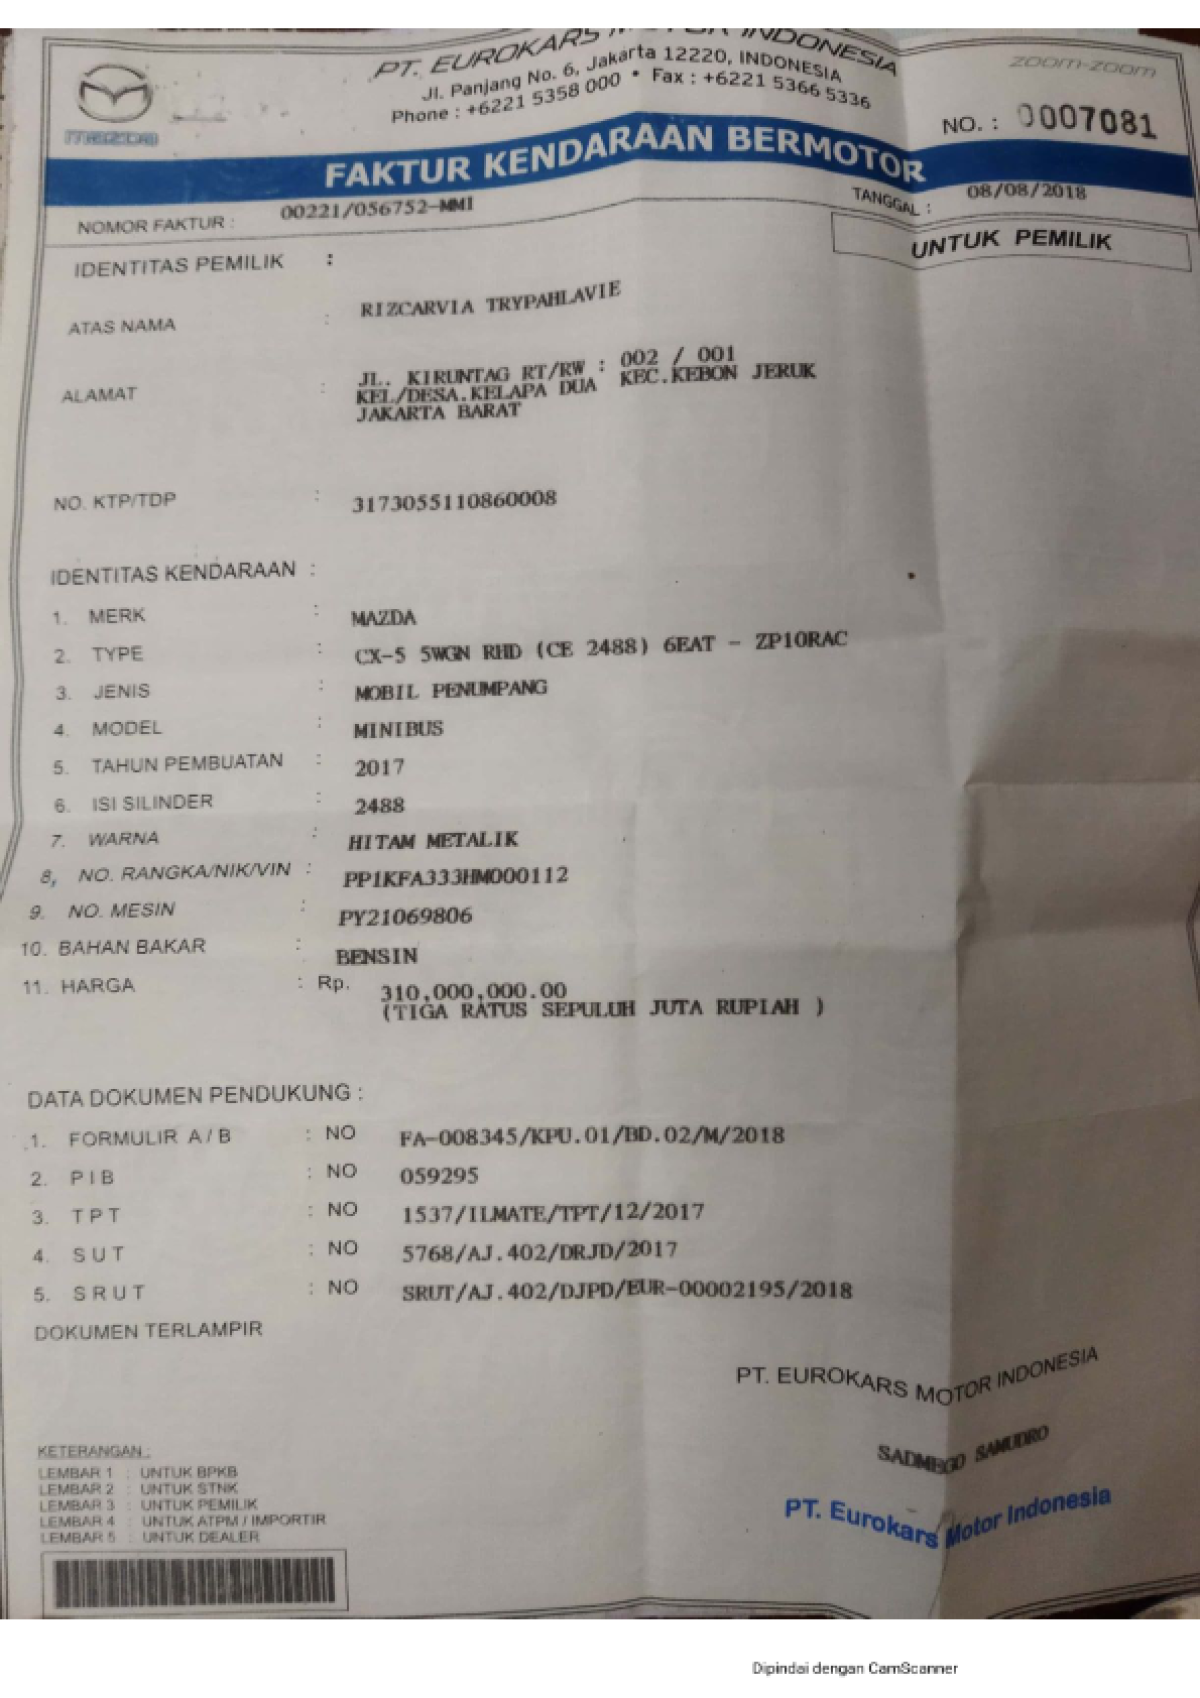 PT. EUROKARS MOTOR INDONESIA
Jl. Panjang No. 6, Jakarta 12220, INDONESIA
Phone : +6221 5358 000 • Fax : +6221 5366 5336
mazda
zoom-zoom
NO. : 0007081
FAKTUR KENDARAAN BERMOTOR
NOMOR FAKTUR : 00221/056752-MMI
TANGGAL : 08/08/2018
UNTUK PEMILIK
IDENTITAS PEMILIK :
ATAS NAMA : RIZCARVIA TRYPAHLAVIE
ALAMAT : JL. KIRUNTAG RT/RW : 002 / 001
KEL/DESA.KELAPA DUA KEC.KEBON JERUK
JAKARTA BARAT
NO. KTP/TDP : 3173055110860008
IDENTITAS KENDARAAN :
1. MERK : MAZDA
2. TYPE : CX-5 5WGN RHD (CE 2488) 6EAT - ZP10RAC
3. JENIS : MOBIL PENUMPANG
4. MODEL : MINIBUS
5. TAHUN PEMBUATAN : 2017
6. ISI SILINDER : 2488
7. WARNA : HITAM METALIK
8, NO. RANGKA/NIK/VIN : PP1KFA333HM000112
9. NO. MESIN : PY21069806
10. BAHAN BAKAR : BENSIN
11. HARGA : Rp. 310,000,000.00
(TIGA RATUS SEPULUH JUTA RUPIAH )
DATA DOKUMEN PENDUKUNG :
1. FORMULIR A / B : NO FA-008345/KPU.01/BD.02/M/2018
2. P I B : NO 059295
3. T P T : NO 1537/ILMATE/TPT/12/2017
4. S U T : NO 5768/AJ.402/DRJD/2017
5. S R U T : NO SRUT/AJ.402/DJPD/EUR-00002195/2018
DOKUMEN TERLAMPIR
PT. EUROKARS MOTOR INDONESIA
SADMEGO SAMUDRO
PT. Eurokars Motor Indonesia
KETERANGAN :
LEMBAR 1 : UNTUK BPKB
LEMBAR 2 : UNTUK STNK
LEMBAR 3 : UNTUK PEMILIK
LEMBAR 4 : UNTUK ATPM / IMPORTIR
LEMBAR 5 : UNTUK DEALER
Dipindai dengan CamScanner